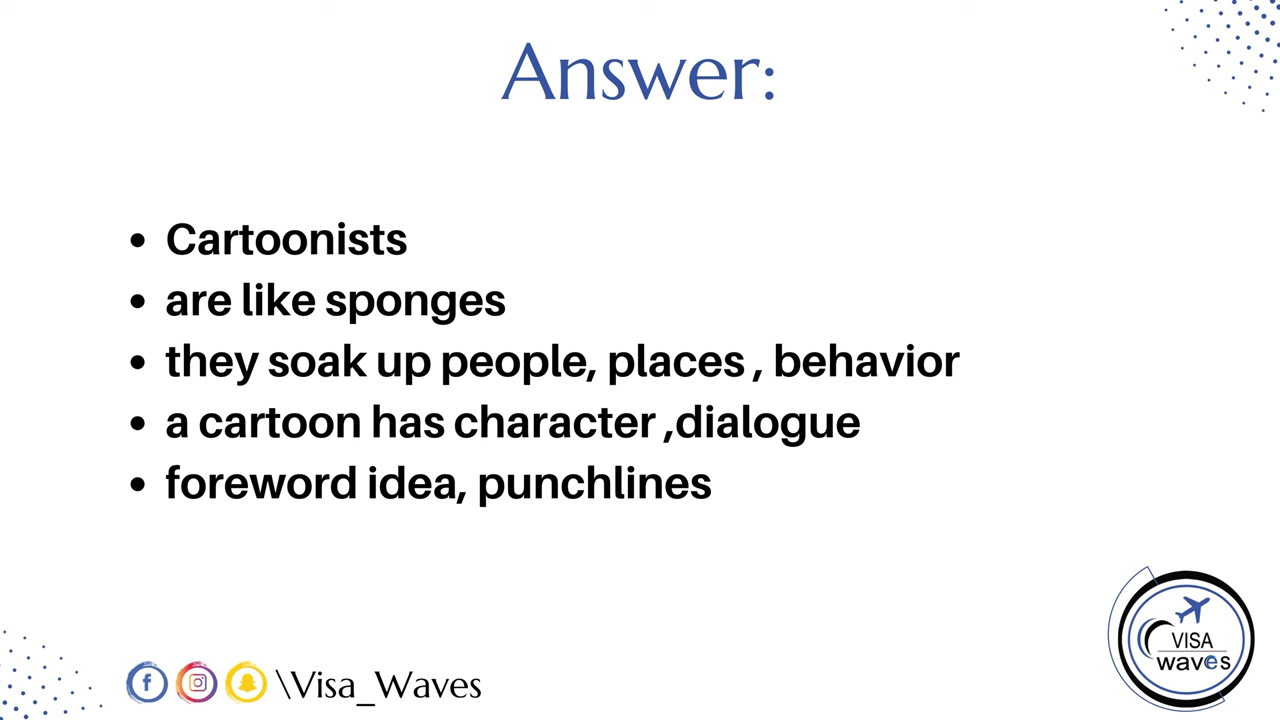 Answer:
• Cartoonists
• are like sponges
• they soak up people, places , behavior
• a cartoon has character ,dialogue
• foreword idea, punchlines
\Visa_Waves
VISA
waves